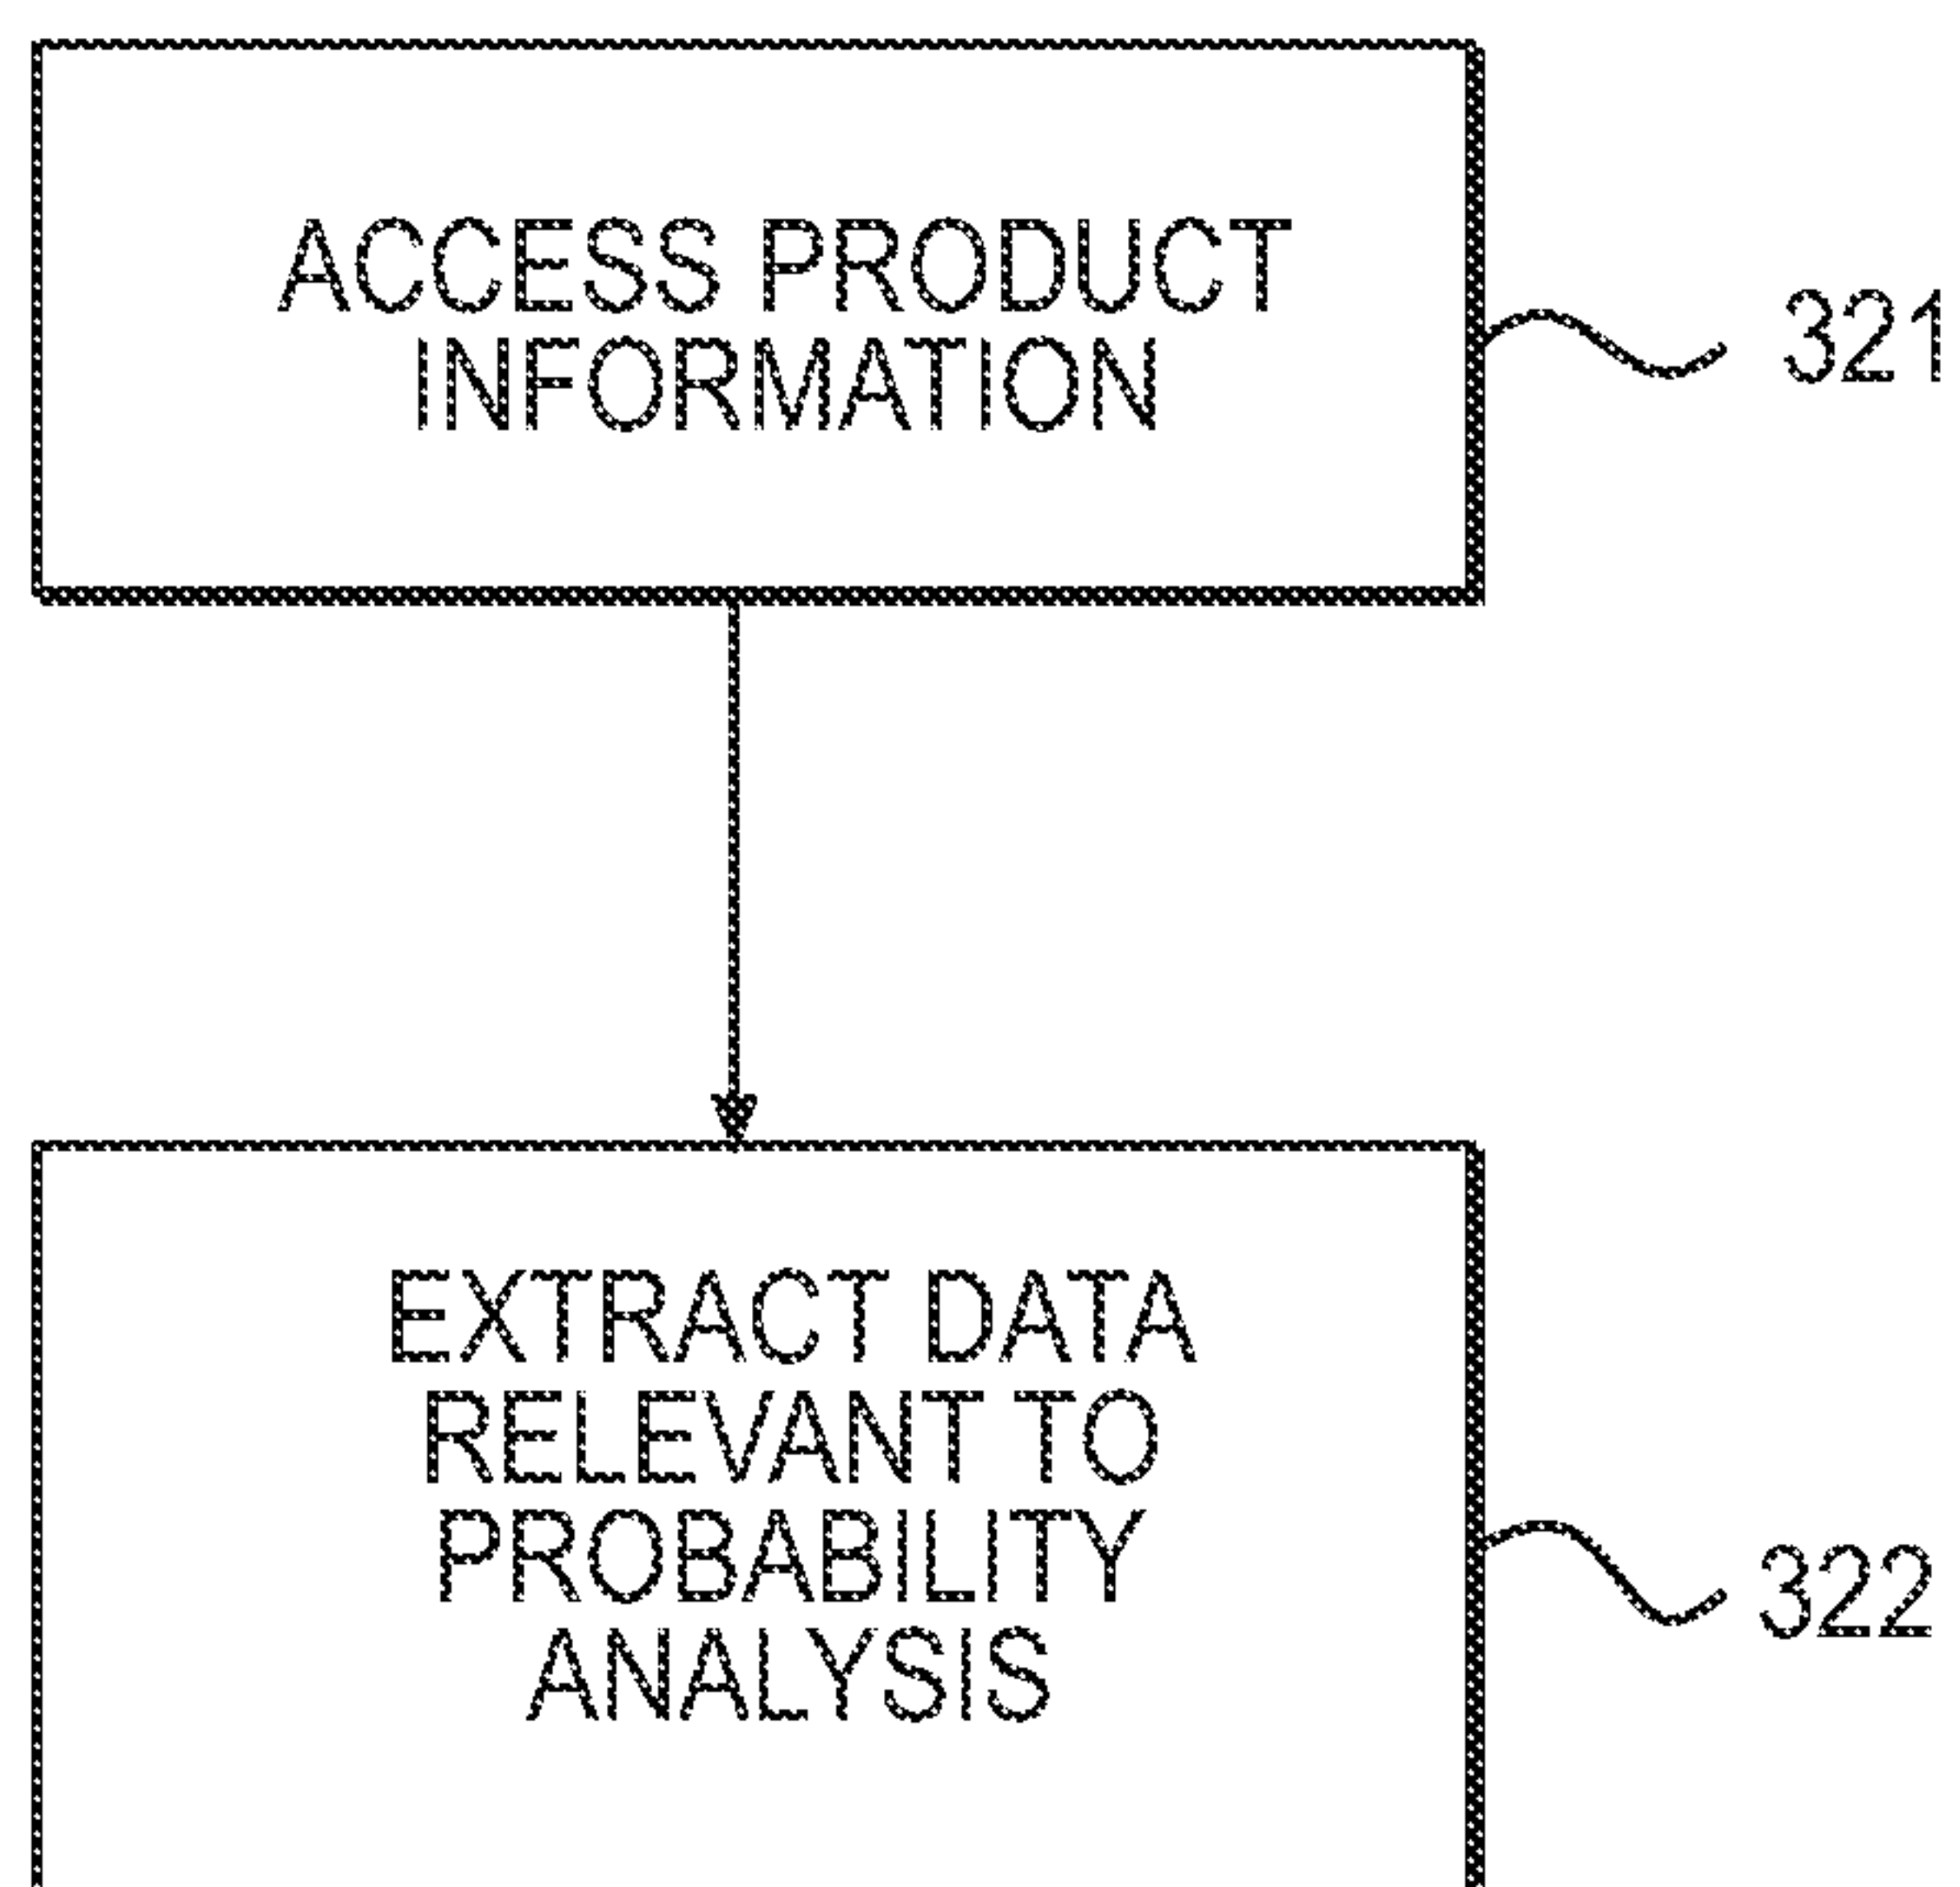 ACCESS PRODUCT
INFORMATION
321
EXTRACT DATA
RELEVANT TO
PROBABILITY
ANALYSIS
322